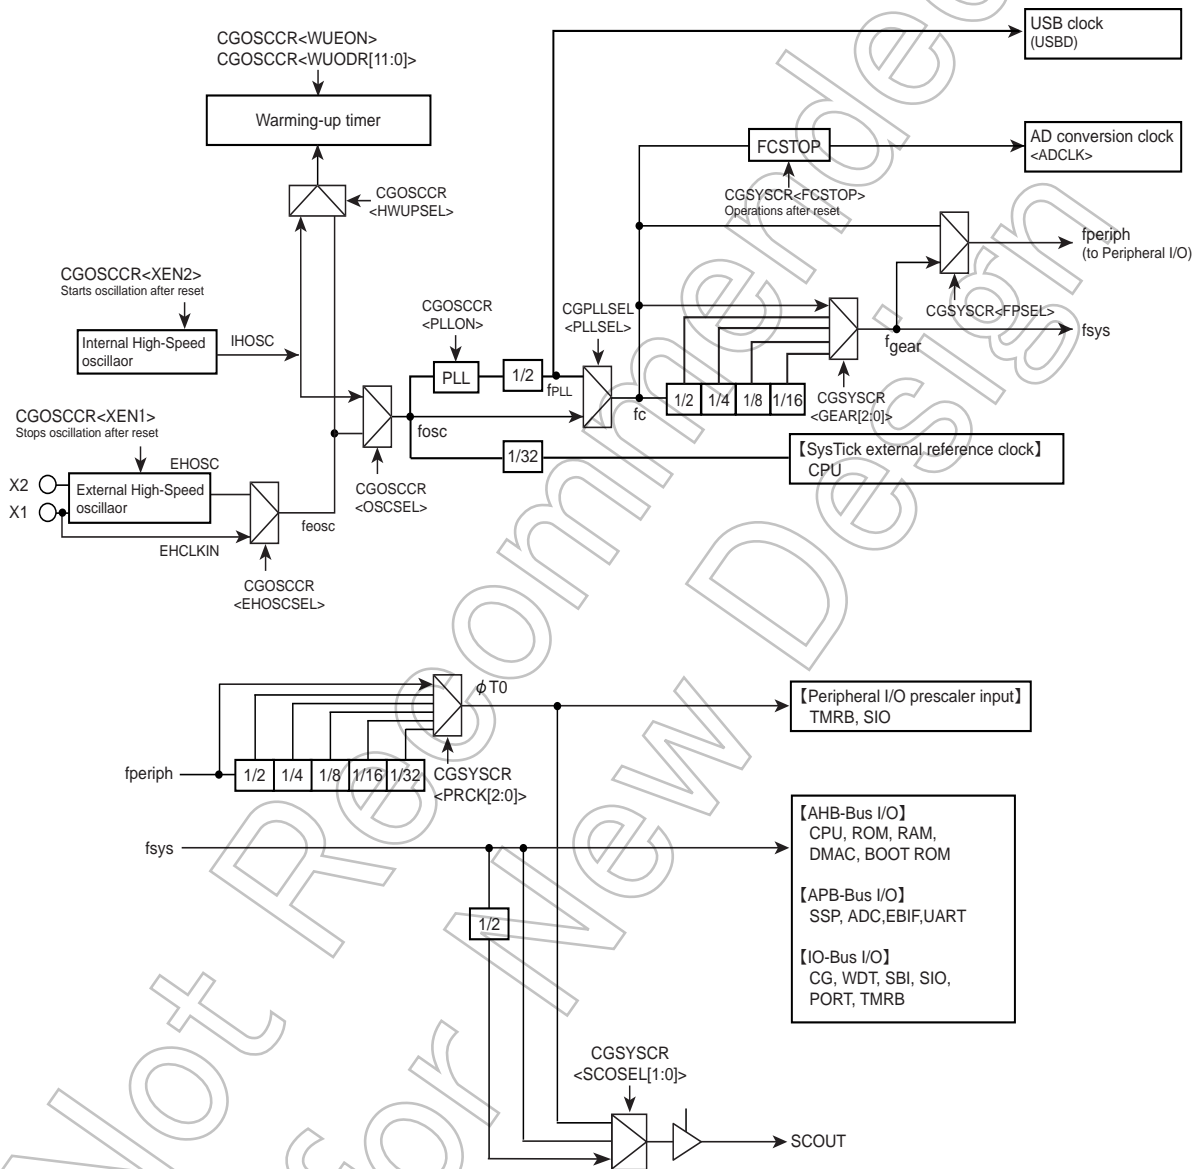 USB clock
(USBD)
CGOSCCR<WUEON>
CGOSCCR<WUODR[11:0]>
Warming-up timer
AD conversion clock
<ADCLK>
FCSTOP
CGOSCCR
<HWUPSEL>
CGSYSCR<FCSTOP>
Operations after reset
fperiph
(to Peripheral I/O)
CGOSCCR<XEN2>
Starts oscillation after reset
CGOSCCR
<PLLON>
CGPLLSEL
<PLLSEL>
CGSYSCR<FPSEL>
Internal High-Speed
oscillaor
IHOSC
fgear
fsys
PLL
1/2
fPLL
fc
1/2
1/4
1/8
1/16
CGSYSCR
<GEAR[2:0]>
CGOSCCR<XEN1>
Stops oscillation after reset
fosc
1/32
【SysTick external reference clock】
CPU
EHOSC
X2
X1
External High-Speed
oscillaor
CGOSCCR
<OSCSEL>
feosc
EHCLKIN
CGOSCCR
<EHOSCSEL>
ϕT0
【Peripheral I/O prescaler input】
TMRB, SIO
fperiph
1/2
1/4
1/8
1/16
1/32
CGSYSCR
<PRCK[2:0]>
fsys
【AHB-Bus I/O】
CPU, ROM, RAM,
DMAC, BOOT ROM
【APB-Bus I/O】
SSP, ADC,EBIF,UART
【IO-Bus I/O】
CG, WDT, SBI, SIO,
PORT, TMRB
1/2
CGSYSCR
<SCOSEL[1:0]>
SCOUT
Not Recommended
for New Design